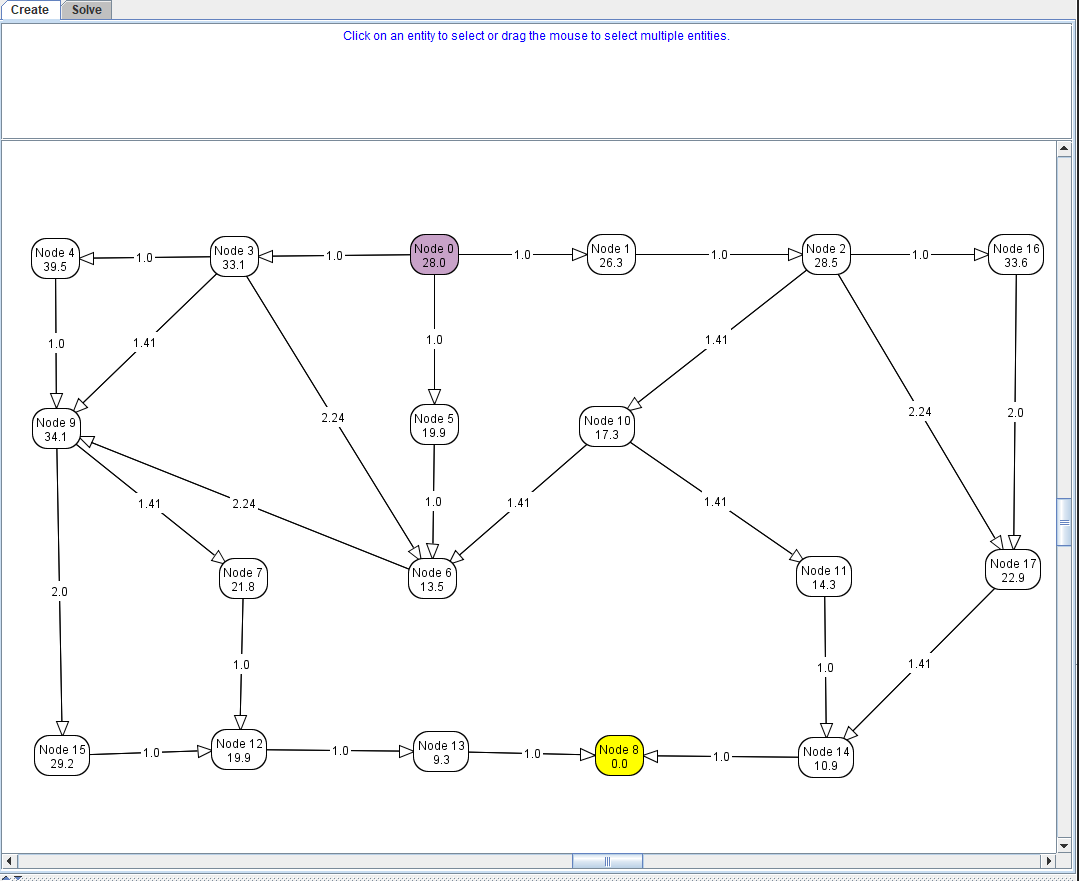 Create Solve
Click on an entity to select or drag the mouse to select multiple entities.
Node 4
39.5
1.0
Node 3
33.1
1.0
Node 0
28.0
1.0
Node 1
26.3
1.0
Node 2
28.5
1.0
Node 16
33.6
1.0
1.41
1.0
1.41
2.24
2.24
2.0
Node 9
34.1
Node 5
19.9
Node 10
17.3
1.41
2.24
1.0
1.41
1.41
Node 7
21.8
Node 6
13.5
Node 11
14.3
Node 17
22.9
2.0
1.0
1.0
1.41
Node 15
29.2
1.0
Node 12
19.9
1.0
Node 13
9.3
1.0
Node 8
0.0
1.0
Node 14
10.9